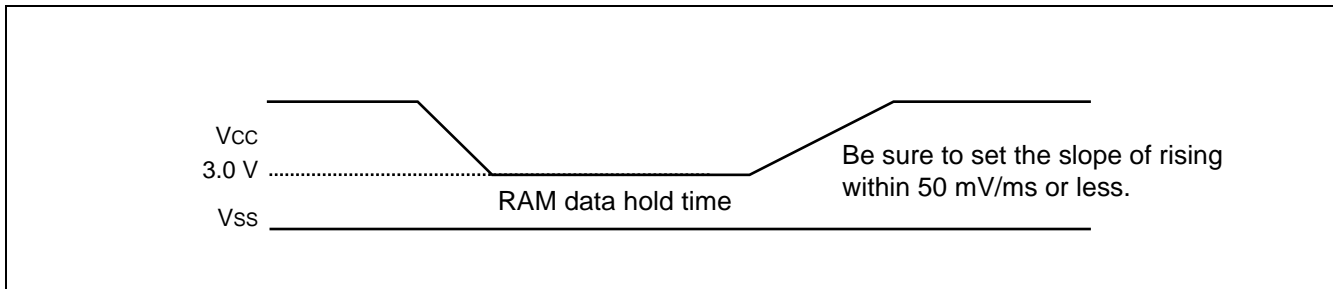 VCC
3.0 V
VSS
RAM data hold time
Be sure to set the slope of rising
within 50 mV/ms or less.